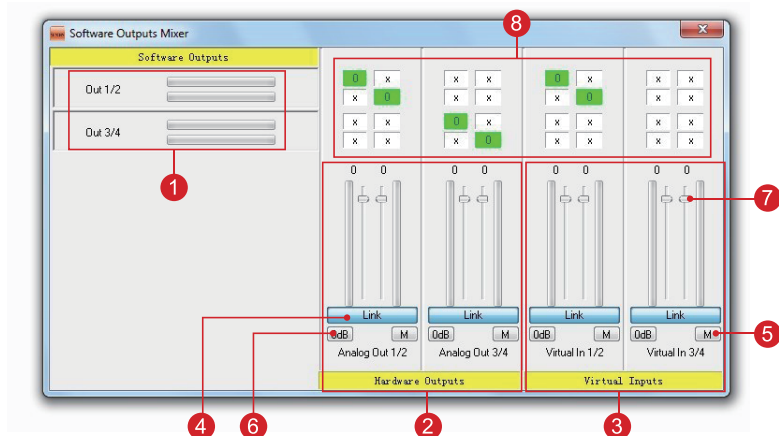 Software Outputs Mixer
8
Software Outputs
Out 1/2
Out 3/4
1
0 x x x 0 x x x
x 0 x x x 0 x x
x x 0 x x x x x
x x x 0 x x x x
0 0 0 0 0 0 0 0
7
4
Link Link Link Link
6
0dB M 0dB M 0dB M 0dB M
5
Analog Out 1/2 Analog Out 3/4 Virtual In 1/2 Virtual In 3/4
Hardware Outputs Virtual Inputs
4 6 2 3